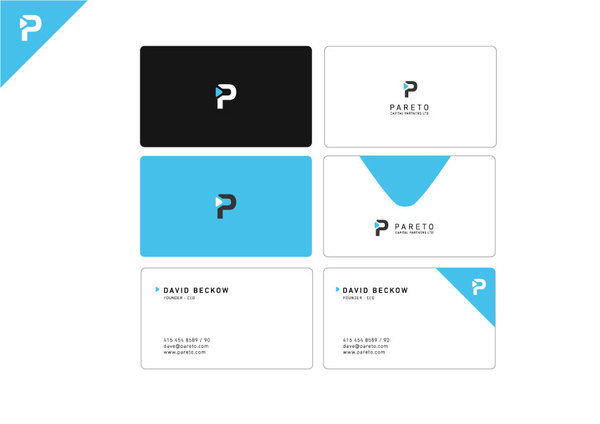 P
P
P
PARETO
CAPITAL PARTNERS LTD
P
P PARETO
CAPITAL PARTNERS LTD
DAVID BECKOW
FOUNDER - CEO
415 454 8589 / 90
dave@pareto.com
www.pareto.com
P
DAVID BECKOW
FOUNDER - CEO
415 454 8589 / 90
dave@pareto.com
www.pareto.com